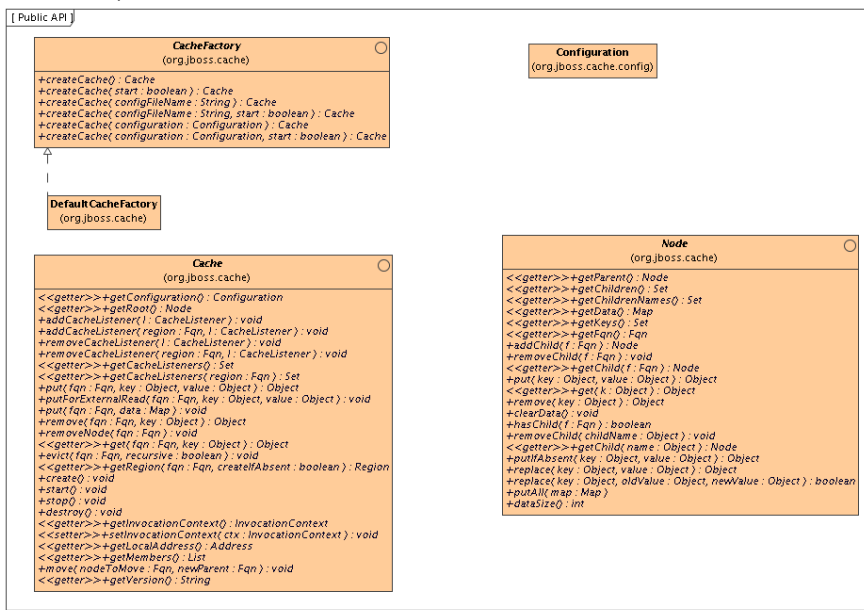 [ Public API ]
CacheFactory
(org.jboss.cache)
+createCache() : Cache
+createCache( start : boolean ) : Cache
+createCache( configFileName : String ) : Cache
+createCache( configFileName : String, start : boolean ) : Cache
+createCache( configuration : Configuration ) : Cache
+createCache( configuration : Configuration, start : boolean ) : Cache
Configuration
(org.jboss.cache.config)
DefaultCacheFactory
(org.jboss.cache)
Cache
(org.jboss.cache)
<<getter>>+getConfiguration() : Configuration
<<getter>>+getRoot() : Node
+addCacheListener( l : CacheListener ) : void
+addCacheListener( region : Fqn, l : CacheListener ) : void
+removeCacheListener( l : CacheListener ) : void
+removeCacheListener( region : Fqn, l : CacheListener ) : void
<<getter>>+getCacheListeners() : Set
<<getter>>+getCacheListeners( region : Fqn ) : Set
+put( fqn : Fqn, key : Object, value : Object ) : Object
+putForExternalRead( fqn : Fqn, key : Object, value : Object ) : void
+put( fqn : Fqn, data : Map ) : void
+remove( fqn : Fqn, key : Object ) : Object
+removeNode( fqn : Fqn ) : void
<<getter>>+get( fqn : Fqn, key : Object ) : Object
+evict( fqn : Fqn, recursive : boolean ) : void
<<getter>>+getRegion( fqn : Fqn, createIfAbsent : boolean ) : Region
+create() : void
+start() : void
+stop() : void
+destroy() : void
<<getter>>+getInvocationContext() : InvocationContext
<<setter>>+setInvocationContext( ctx : InvocationContext ) : void
<<getter>>+getLocalAddress() : Address
<<getter>>+getMembers() : List
+move( nodeToMove : Fqn, newParent : Fqn ) : void
<<getter>>+getVersion() : String
Node
(org.jboss.cache)
<<getter>>+getParent() : Node
<<getter>>+getChildren() : Set
<<getter>>+getChildrenNames() : Set
<<getter>>+getData() : Map
<<getter>>+getKeys() : Set
<<getter>>+getFqn() : Fqn
+addChild( f : Fqn ) : Node
+removeChild( f : Fqn ) : void
<<getter>>+getChild( f : Fqn ) : Node
+put( key : Object, value : Object ) : Object
<<getter>>+get( k : Object ) : Object
+remove( key : Object ) : Object
+clearData() : void
+hasChild( f : Fqn ) : boolean
+removeChild( childName : Object ) : void
<<getter>>+getChild( name : Object ) : Node
+putIfAbsent( key : Object, value : Object ) : Object
+replace( key : Object, value : Object ) : Object
+replace( key : Object, oldValue : Object, newValue : Object ) : boolean
+putAll( map : Map )
+dataSize() : int